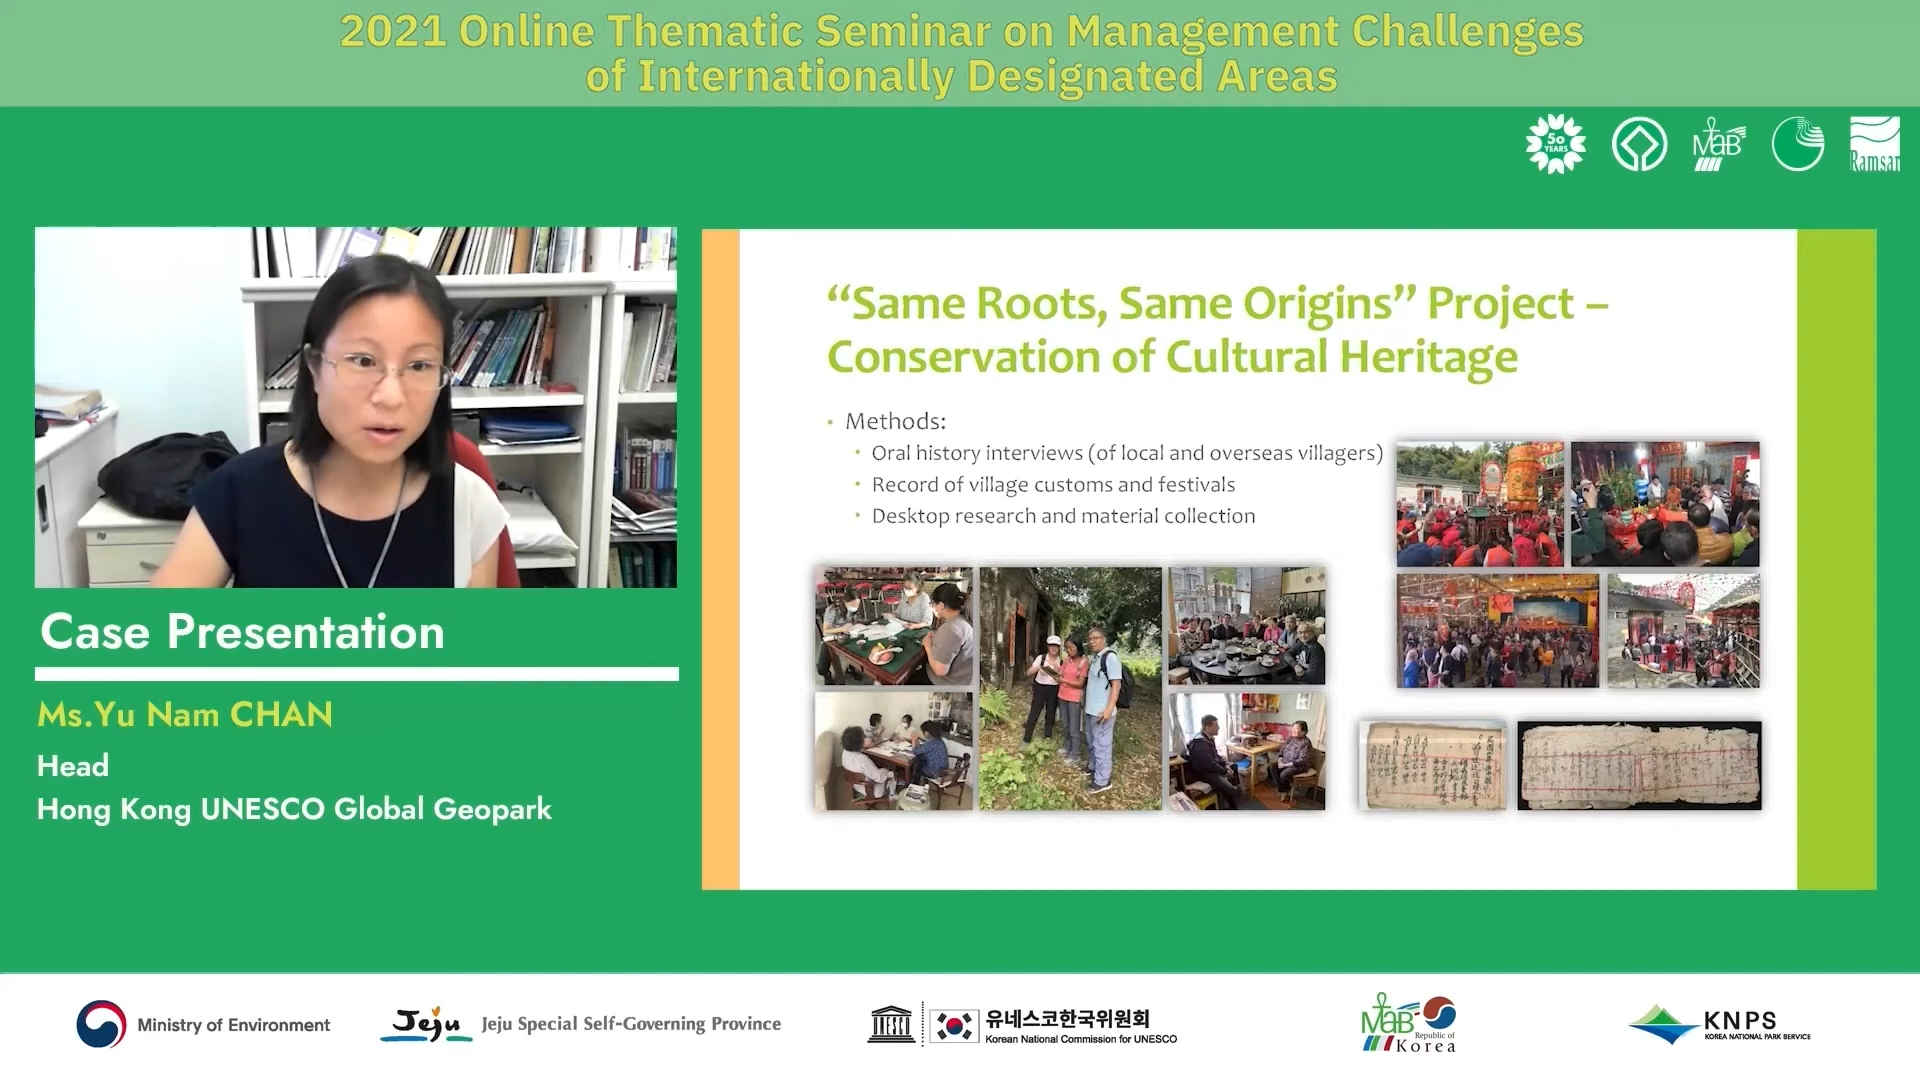 2021 Online Thematic Seminar on Management Challenges
of Internationally Designated Areas
50
YEARS
MaB
Ramsar
“Same Roots, Same Origins” Project –
Conservation of Cultural Heritage
• Methods:
• Oral history interviews (of local and overseas villagers)
• Record of village customs and festivals
• Desktop research and material collection
Case Presentation
Ms.Yu Nam CHAN
Head
Hong Kong UNESCO Global Geopark
Ministry of Environment
Jeju
Jeju Special Self-Governing Province
UNESCO
유네스코한국위원회
Korean National Commission for UNESCO
MaB
Republic of
Korea
KNPS
KOREA NATIONAL PARK SERVICE